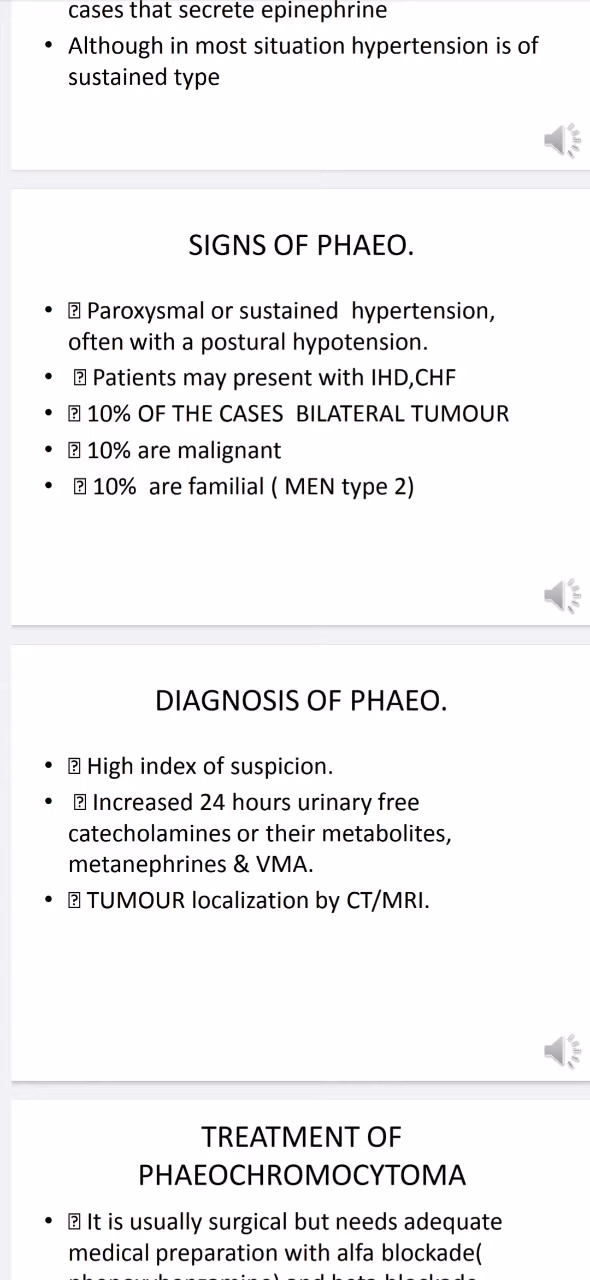 cases that secrete epinephrine
• Although in most situation hypertension is of
sustained type
SIGNS OF PHAEO.
• ⍰ Paroxysmal or sustained  hypertension,
often with a postural hypotension.
• ⍰ Patients may present with IHD,CHF
• ⍰ 10% OF THE CASES  BILATERAL TUMOUR
• ⍰ 10% are malignant
• ⍰ 10%  are familial ( MEN type 2)
DIAGNOSIS OF PHAEO.
• ⍰ High index of suspicion.
• ⍰ Increased 24 hours urinary free
catecholamines or their metabolites,
metanephrines & VMA.
• ⍰ TUMOUR localization by CT/MRI.
TREATMENT OF
PHAEOCHROMOCYTOMA
• ⍰ It is usually surgical but needs adequate
medical preparation with alfa blockade(
phenoxybenzamine) and beta blockade